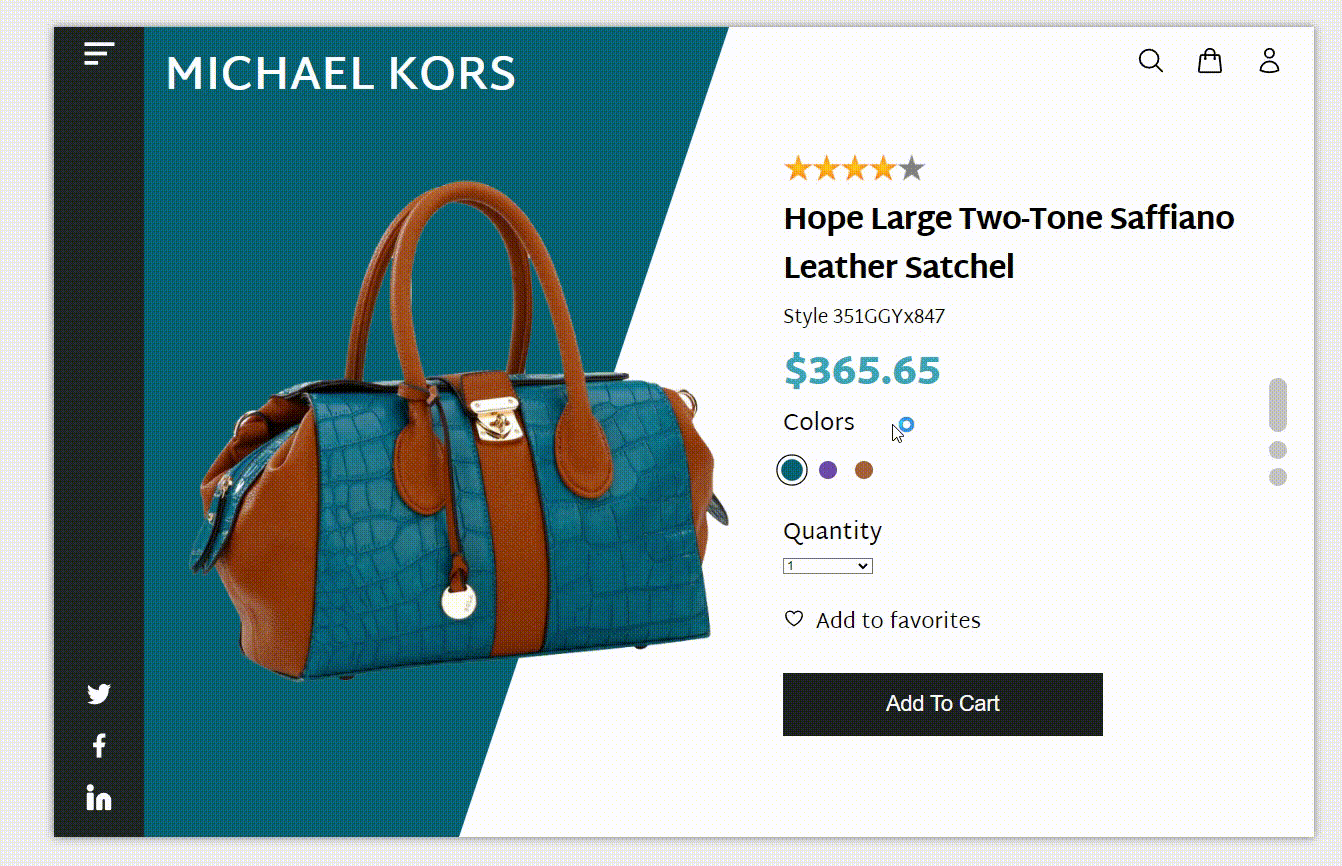 MICHAEL KORS
Hope Large Two-Tone Saffiano
Leather Satchel
Style 351GGYx847
$365.65
Colors
Quantity
1
Add to favorites
Add To Cart